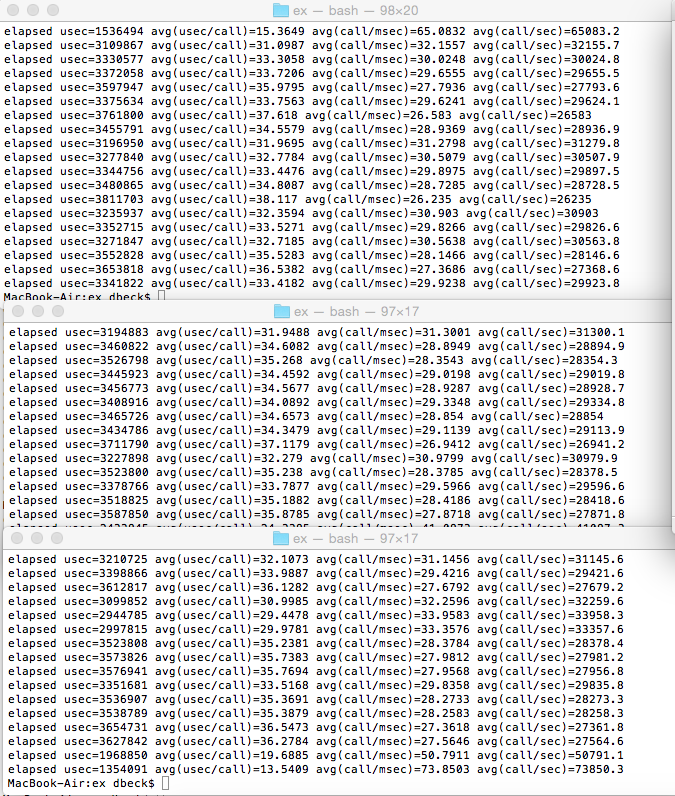 ex — bash — 98×20
elapsed usec=1536494 avg(usec/call)=15.3649 avg(call/msec)=65.0832 avg(call/sec)=65083.2
elapsed usec=3109867 avg(usec/call)=31.0987 avg(call/msec)=32.1557 avg(call/sec)=32155.7
elapsed usec=3330577 avg(usec/call)=33.3058 avg(call/msec)=30.0248 avg(call/sec)=30024.8
elapsed usec=3372058 avg(usec/call)=33.7206 avg(call/msec)=29.6555 avg(call/sec)=29655.5
elapsed usec=3597947 avg(usec/call)=35.9795 avg(call/msec)=27.7936 avg(call/sec)=27793.6
elapsed usec=3375634 avg(usec/call)=33.7563 avg(call/msec)=29.6241 avg(call/sec)=29624.1
elapsed usec=3761800 avg(usec/call)=37.618 avg(call/msec)=26.583 avg(call/sec)=26583
elapsed usec=3455791 avg(usec/call)=34.5579 avg(call/msec)=28.9369 avg(call/sec)=28936.9
elapsed usec=3196950 avg(usec/call)=31.9695 avg(call/msec)=31.2798 avg(call/sec)=31279.8
elapsed usec=3277840 avg(usec/call)=32.7784 avg(call/msec)=30.5079 avg(call/sec)=30507.9
elapsed usec=3344756 avg(usec/call)=33.4476 avg(call/msec)=29.8975 avg(call/sec)=29897.5
elapsed usec=3480865 avg(usec/call)=34.8087 avg(call/msec)=28.7285 avg(call/sec)=28728.5
elapsed usec=3811703 avg(usec/call)=38.117 avg(call/msec)=26.235 avg(call/sec)=26235
elapsed usec=3235937 avg(usec/call)=32.3594 avg(call/msec)=30.903 avg(call/sec)=30903
elapsed usec=3352715 avg(usec/call)=33.5271 avg(call/msec)=29.8266 avg(call/sec)=29826.6
elapsed usec=3271847 avg(usec/call)=32.7185 avg(call/msec)=30.5638 avg(call/sec)=30563.8
elapsed usec=3552828 avg(usec/call)=35.5283 avg(call/msec)=28.1466 avg(call/sec)=28146.6
elapsed usec=3653818 avg(usec/call)=36.5382 avg(call/msec)=27.3686 avg(call/sec)=27368.6
elapsed usec=3341822 avg(usec/call)=33.4182 avg(call/msec)=29.9238 avg(call/sec)=29923.8
MacBook-Air:ex dbeck$
ex — bash — 97×17
elapsed usec=3194883 avg(usec/call)=31.9488 avg(call/msec)=31.3001 avg(call/sec)=31300.1
elapsed usec=3460822 avg(usec/call)=34.6082 avg(call/msec)=28.8949 avg(call/sec)=28894.9
elapsed usec=3526798 avg(usec/call)=35.268 avg(call/msec)=28.3543 avg(call/sec)=28354.3
elapsed usec=3445923 avg(usec/call)=34.4592 avg(call/msec)=29.0198 avg(call/sec)=29019.8
elapsed usec=3456773 avg(usec/call)=34.5677 avg(call/msec)=28.9287 avg(call/sec)=28928.7
elapsed usec=3408916 avg(usec/call)=34.0892 avg(call/msec)=29.3348 avg(call/sec)=29334.8
elapsed usec=3465726 avg(usec/call)=34.6573 avg(call/msec)=28.854 avg(call/sec)=28854
elapsed usec=3434786 avg(usec/call)=34.3479 avg(call/msec)=29.1139 avg(call/sec)=29113.9
elapsed usec=3711790 avg(usec/call)=37.1179 avg(call/msec)=26.9412 avg(call/sec)=26941.2
elapsed usec=3227898 avg(usec/call)=32.279 avg(call/msec)=30.9799 avg(call/sec)=30979.9
elapsed usec=3523800 avg(usec/call)=35.238 avg(call/msec)=28.3785 avg(call/sec)=28378.5
elapsed usec=3378766 avg(usec/call)=33.7877 avg(call/msec)=29.5966 avg(call/sec)=29596.6
elapsed usec=3518825 avg(usec/call)=35.1882 avg(call/msec)=28.4186 avg(call/sec)=28418.6
elapsed usec=3587850 avg(usec/call)=35.8785 avg(call/msec)=27.8718 avg(call/sec)=27871.8
ex — bash — 97×17
elapsed usec=3210725 avg(usec/call)=32.1073 avg(call/msec)=31.1456 avg(call/sec)=31145.6
elapsed usec=3398866 avg(usec/call)=33.9887 avg(call/msec)=29.4216 avg(call/sec)=29421.6
elapsed usec=3612817 avg(usec/call)=36.1282 avg(call/msec)=27.6792 avg(call/sec)=27679.2
elapsed usec=3099852 avg(usec/call)=30.9985 avg(call/msec)=32.2596 avg(call/sec)=32259.6
elapsed usec=2944785 avg(usec/call)=29.4478 avg(call/msec)=33.9583 avg(call/sec)=33958.3
elapsed usec=2997815 avg(usec/call)=29.9781 avg(call/msec)=33.3576 avg(call/sec)=33357.6
elapsed usec=3523808 avg(usec/call)=35.2381 avg(call/msec)=28.3784 avg(call/sec)=28378.4
elapsed usec=3573826 avg(usec/call)=35.7383 avg(call/msec)=27.9812 avg(call/sec)=27981.2
elapsed usec=3576941 avg(usec/call)=35.7694 avg(call/msec)=27.9568 avg(call/sec)=27956.8
elapsed usec=3351681 avg(usec/call)=33.5168 avg(call/msec)=29.8358 avg(call/sec)=29835.8
elapsed usec=3536907 avg(usec/call)=35.3691 avg(call/msec)=28.2733 avg(call/sec)=28273.3
elapsed usec=3538789 avg(usec/call)=35.3879 avg(call/msec)=28.2583 avg(call/sec)=28258.3
elapsed usec=3654731 avg(usec/call)=36.5473 avg(call/msec)=27.3618 avg(call/sec)=27361.8
elapsed usec=3627842 avg(usec/call)=36.2784 avg(call/msec)=27.5646 avg(call/sec)=27564.6
elapsed usec=1968850 avg(usec/call)=19.6885 avg(call/msec)=50.7911 avg(call/sec)=50791.1
elapsed usec=1354091 avg(usec/call)=13.5409 avg(call/msec)=73.8503 avg(call/sec)=73850.3
MacBook-Air:ex dbeck$